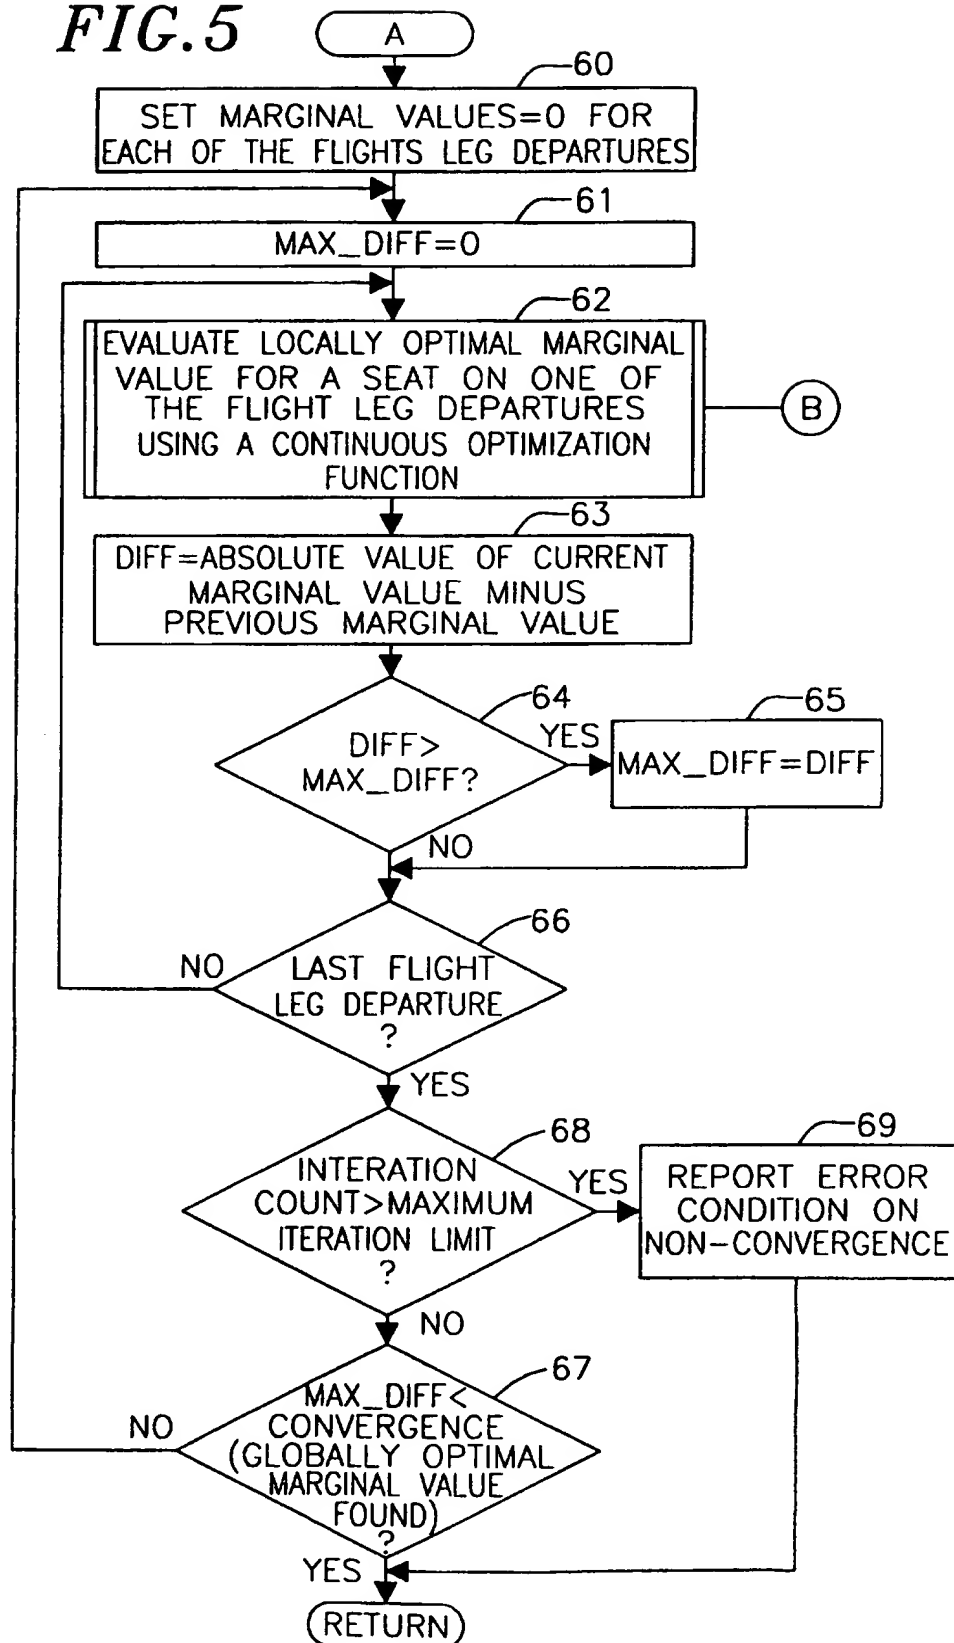 FIG.5
A
60
SET MARGINAL VALUES=0 FOR
EACH OF THE FLIGHTS LEG DEPARTURES
61
MAX_DIFF=0
62
EVALUATE LOCALLY OPTIMAL MARGINAL
VALUE FOR A SEAT ON ONE OF
THE FLIGHT LEG DEPARTURES
USING A CONTINUOUS OPTIMIZATION
FUNCTION
B
63
DIFF=ABSOLUTE VALUE OF CURRENT
MARGINAL VALUE MINUS
PREVIOUS MARGINAL VALUE
64
DIFF>
MAX_DIFF?
YES
65
MAX_DIFF=DIFF
NO
66
LAST FLIGHT
LEG DEPARTURE
?
NO
YES
68
INTERATION
COUNT>MAXIMUM
ITERATION LIMIT
?
YES
69
REPORT ERROR
CONDITION ON
NON-CONVERGENCE
NO
67
MAX_DIFF<
CONVERGENCE
(GLOBALLY OPTIMAL
MARGINAL VALUE
FOUND)
?
NO
YES
RETURN